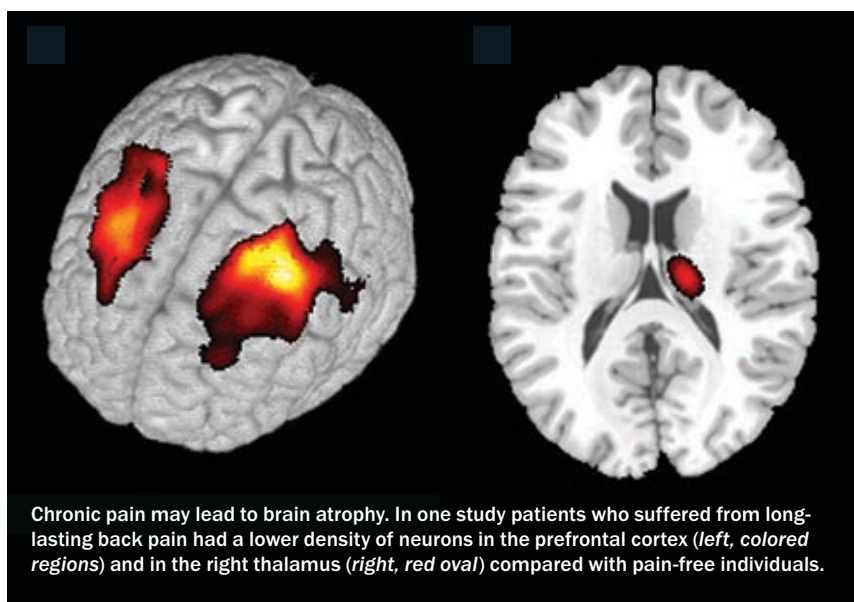 Chronic pain may lead to brain atrophy. In one study patients who suffered from long-
lasting back pain had a lower density of neurons in the prefrontal cortex (left, colored
regions) and in the right thalamus (right, red oval) compared with pain-free individuals.